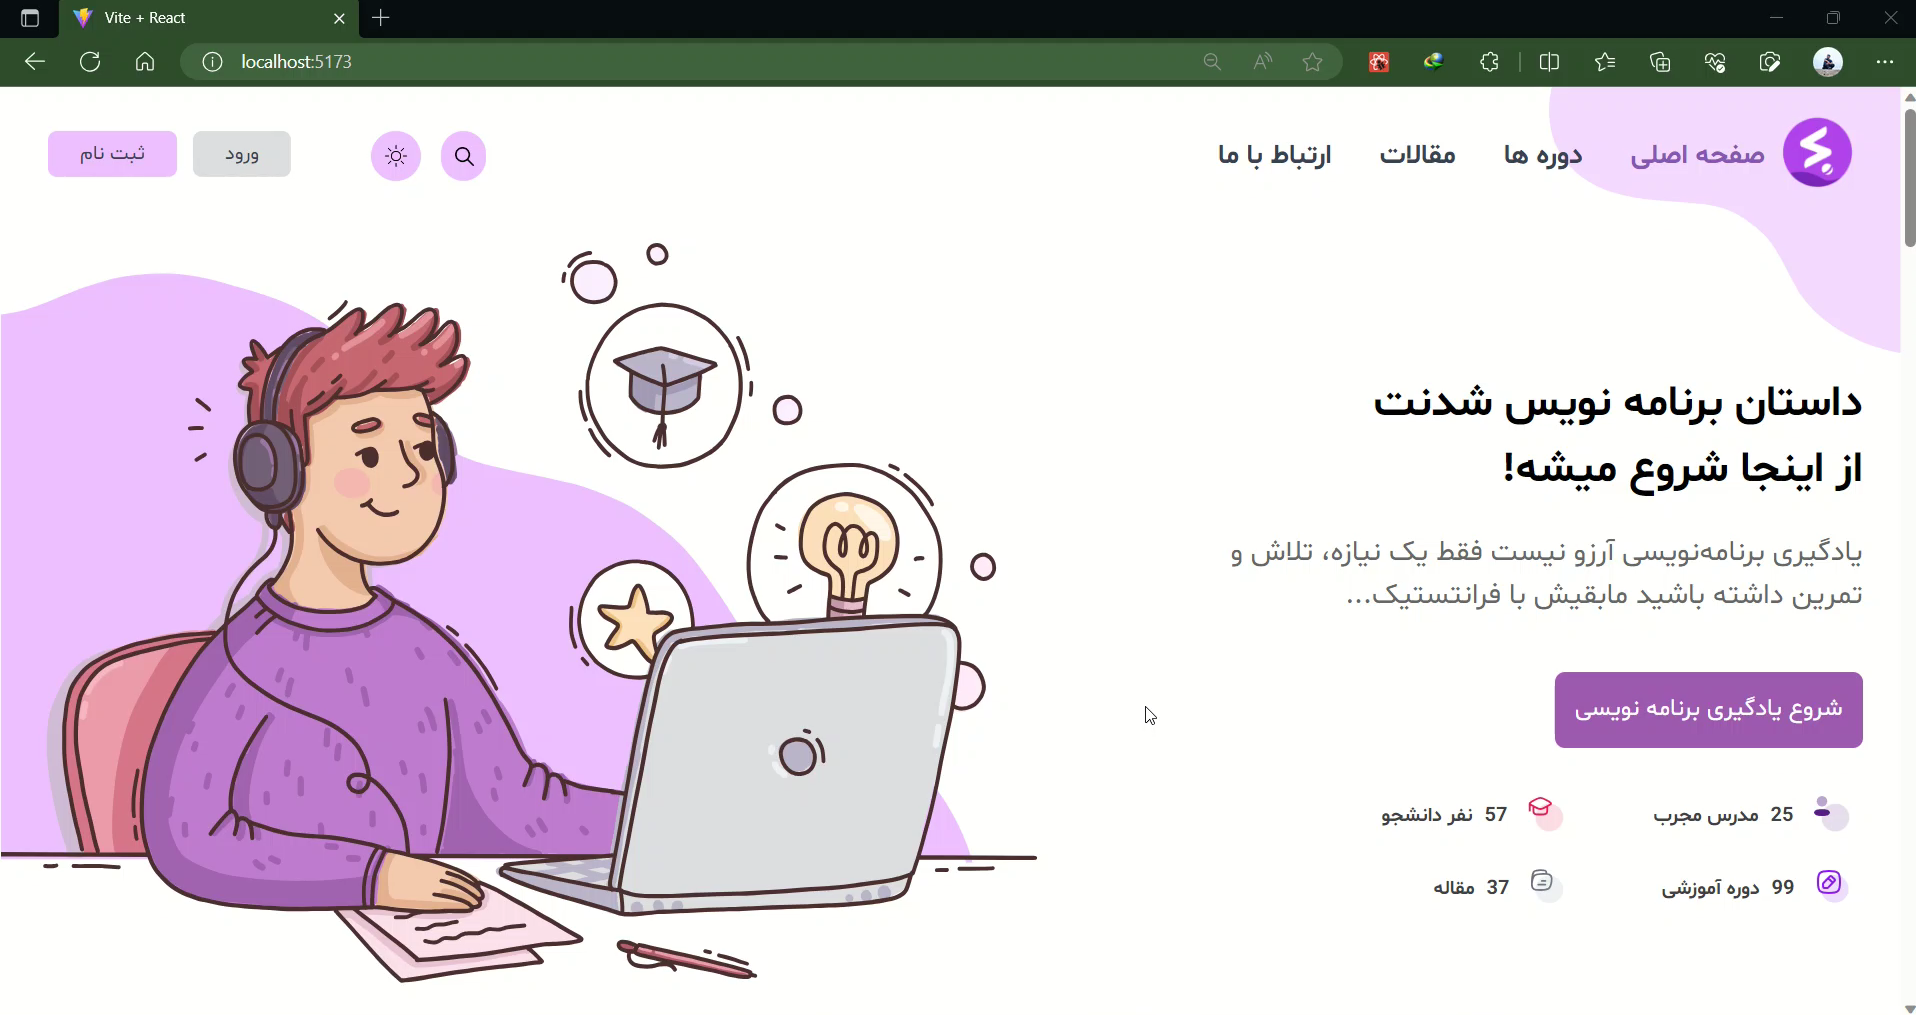 Vite + React
localhost:5173
صفحه اصلی
دوره ها
مقالات
ارتباط با ما
ورود
ثبت نام
داستان برنامه نویس شدنت
از اینجا شروع میشه!
یادگیری برنامه‌نویسی آرزو نیست فقط یک نیازه، تلاش و
تمرین داشته باشید مابقیش با فرانتستیک...
شروع یادگیری برنامه نویسی
25 مدرس مجرب
57 نفر دانشجو
99 دوره آموزشی
37 مقاله